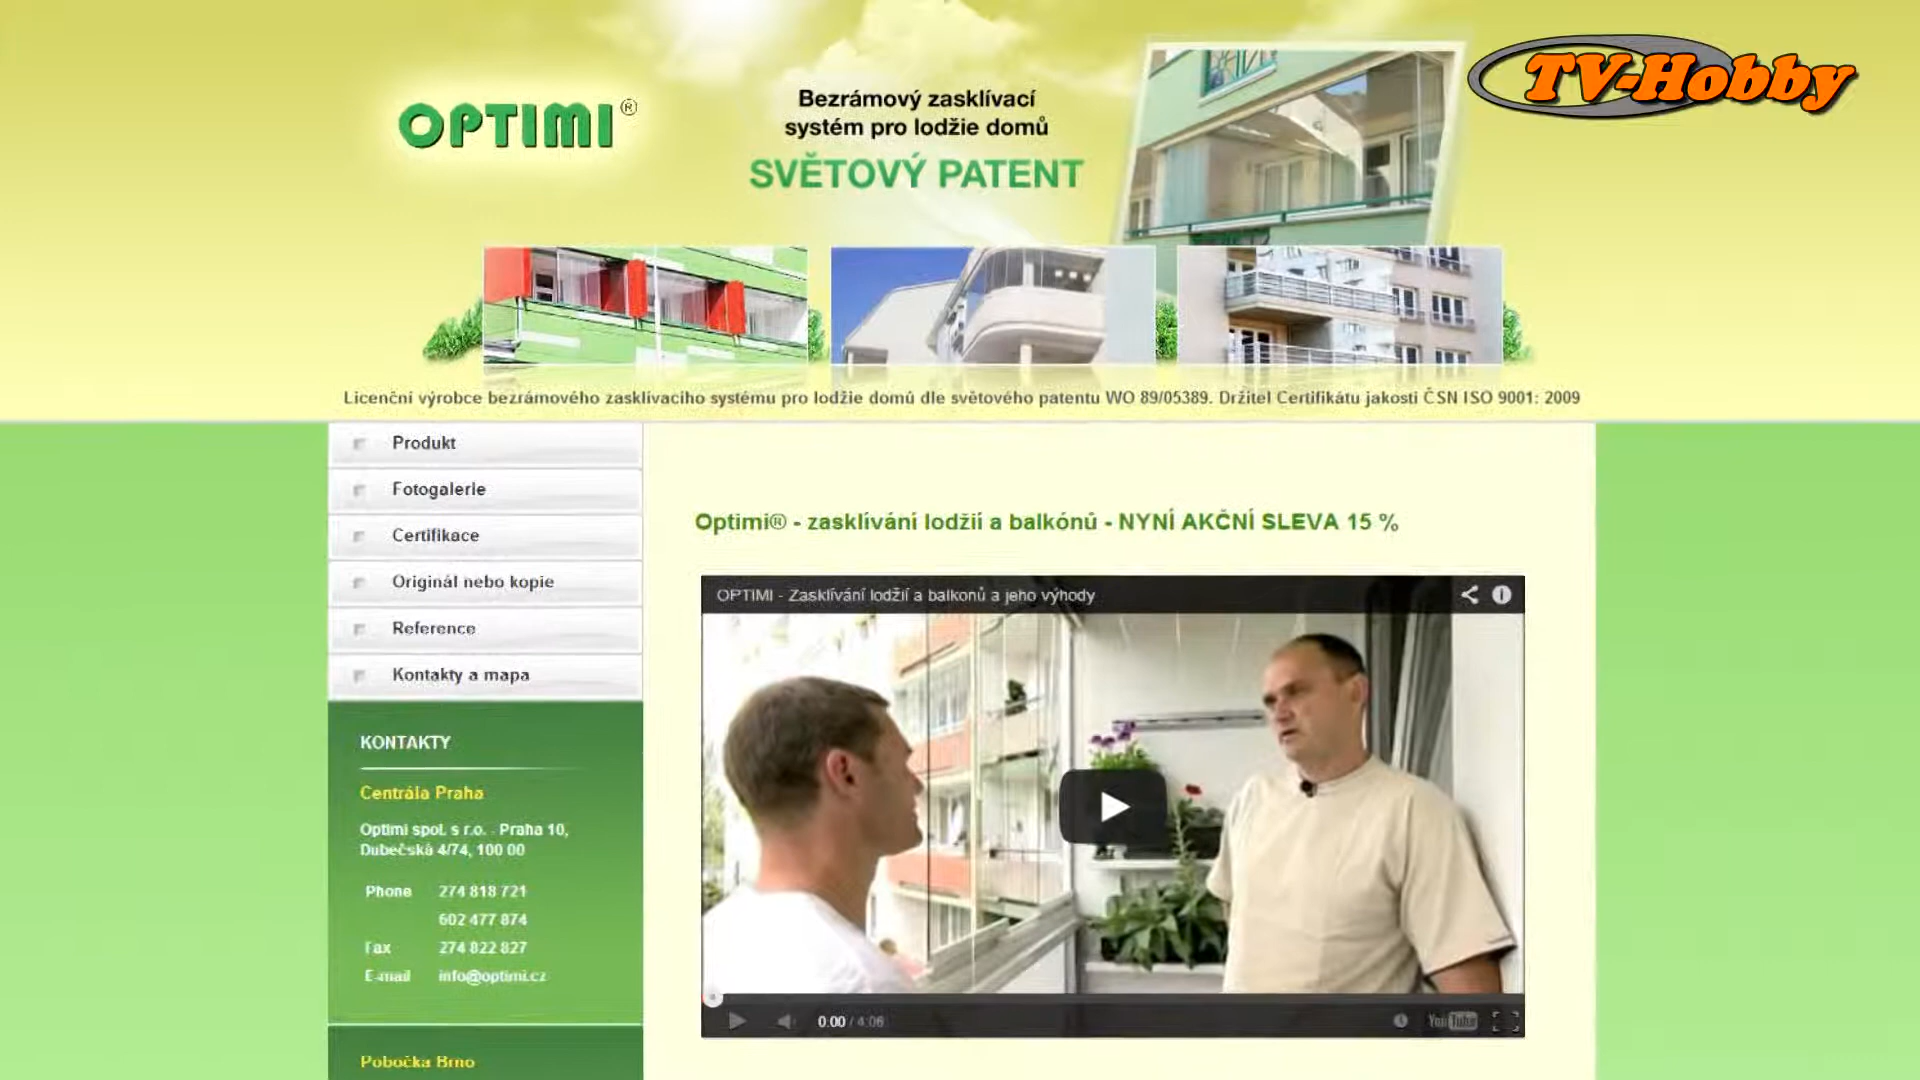 TV-Hobby
OPTIMI®
Bezrámový zasklívací
systém pro lodžie domů
SVĚTOVÝ PATENT
Licenční výrobce bezrámového zasklívacího systému pro lodžie domů dle světového patentu WO 89/05389. Držitel Certifikátu jakosti ČSN ISO 9001: 2009
Produkt
Fotogalerie
Certifikace
Originál nebo kopie
Reference
Kontakty a mapa
KONTAKTY
Centrála Praha
Optimi spol. s r.o. - Praha 10,
Dubečská 4/74, 100 00
Phone 274 818 721
602 477 874
Fax 274 822 827
E-mail info@optimi.cz
Pobočka Brno
Optimi® - zasklívání lodžií a balkónů - NYNÍ AKČNÍ SLEVA 15 %
OPTIMI - Zasklívání lodžií a balkonů a jeho výhody
0:00 / 4:06
YouTube